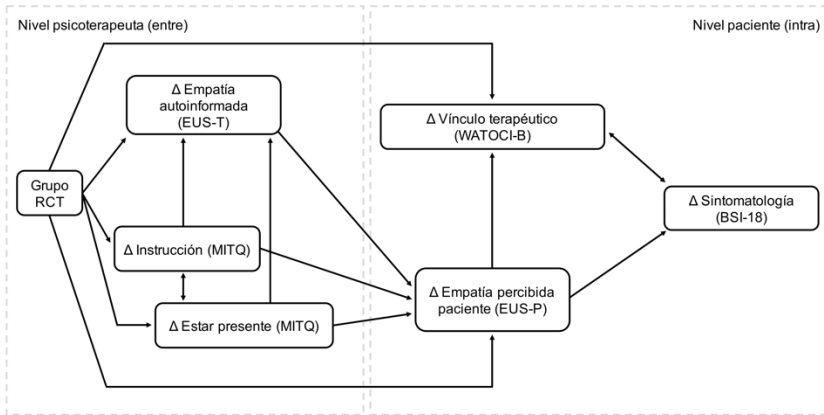 Nivel psicoterapeuta (entre)
Nivel paciente (intra)
Δ Empatía
autoinformada
(EUS-T)
Δ Vínculo terapéutico
(WATOCI-B)
Grupo
RCT
Δ Sintomatología
(BSI-18)
Δ Instrucción (MITQ)
Δ Empatía percibida
paciente (EUS-P)
Δ Estar presente (MITQ)